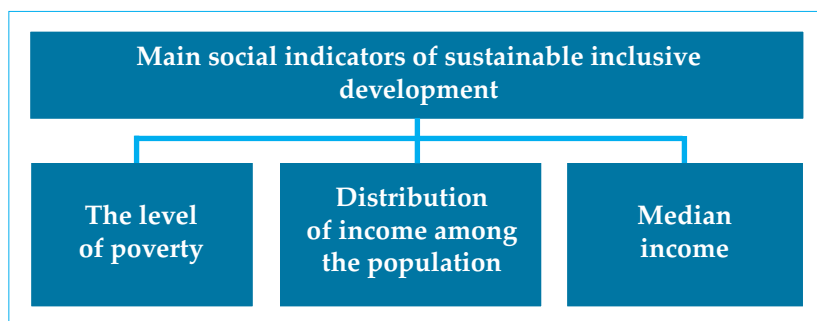 Main social indicators of sustainable inclusive
development
The level
of poverty
Distribution
of income among
the population
Median
income